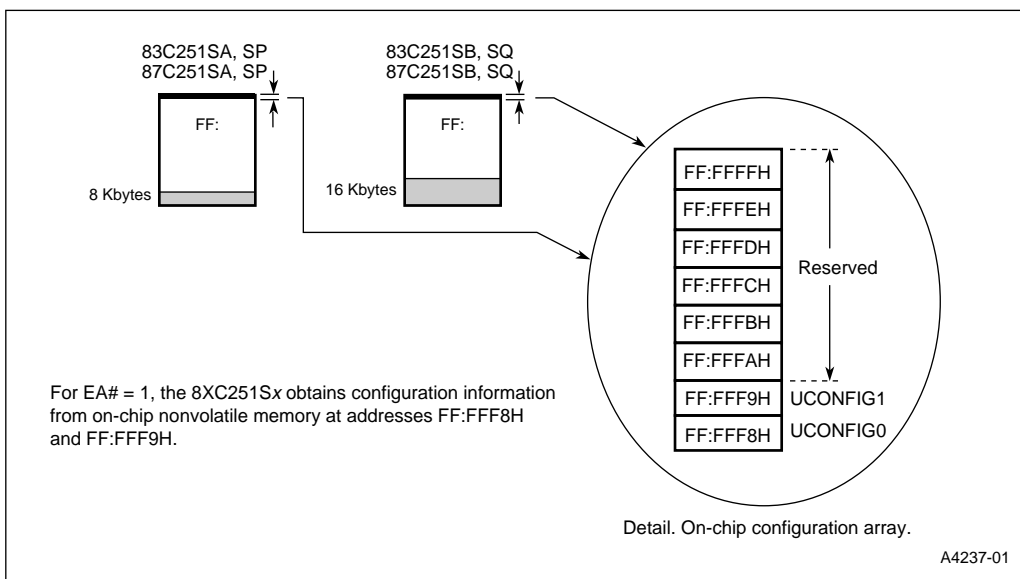 83C251SA, SP
87C251SA, SP
83C251SB, SQ
87C251SB, SQ
FF:
FF:
8 Kbytes
16 Kbytes
FF:FFFFH
FF:FFFEH
FF:FFFDH
FF:FFFCH
FF:FFFBH
FF:FFFAH
FF:FFF9H
FF:FFF8H
Reserved
UCONFIG1
UCONFIG0
For EA# = 1, the 8XC251Sx obtains configuration information
from on-chip nonvolatile memory at addresses FF:FFF8H
and FF:FFF9H.
Detail. On-chip configuration array.
A4237-01